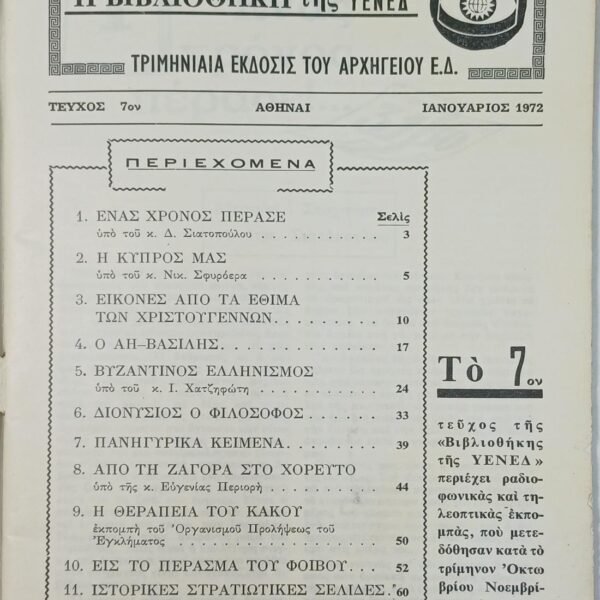 Η ΒΙΒΛΙΟΘΗΚΗ τῆς ΥΕΝΕΔ
ΤΡΙΜΗΝΙΑΙΑ ΕΚΔΟΣΙΣ ΤΟΥ ΑΡΧΗΓΕΙΟΥ Ε.Δ.
ΤΕΥΧΟΣ 7ον ΑΘΗΝΑΙ ΙΑΝΟΥΑΡΙΟΣ 1972
ΠΕΡΙΕΧΟΜΕΝΑ
Σελὶς
1. ΕΝΑΣ ΧΡΟΝΟΣ ΠΕΡΑΣΕ
ὑπὸ τοῦ κ. Δ. Σιατοπούλου . . . . . . . . . . . 3
2. Η ΚΥΠΡΟΣ ΜΑΣ
ὑπὸ τοῦ κ. Νικ. Σφυρόερα . . . . . . . . . . . 5
3. ΕΙΚΟΝΕΣ ΑΠΟ ΤΑ ΕΘΙΜΑ
ΤΩΝ ΧΡΙΣΤΟΥΓΕΝΝΩΝ. . . . . . . . . 10
4. Ο ΑΗ-ΒΑΣΙΛΗΣ. . . . . . . . . . . . . . 17
5. ΒΥΖΑΝΤΙΝΟΣ ΕΛΛΗΝΙΣΜΟΣ
ὑπὸ τοῦ κ. Ι. Χατζηφώτη . . . . . . . . . . . 24
6. ΔΙΟΝΥΣΙΟΣ Ο ΦΙΛΟΣΟΦΟΣ . . . . . . 33
7. ΠΑΝΗΓΥΡΙΚΑ ΚΕΙΜΕΝΑ. . . . . . . . 39
8. ΑΠΟ ΤΗ ΖΑΓΟΡΑ ΣΤΟ ΧΟΡΕΥΤΟ
ὑπὸ τῆς κ. Εὐγενίας Περιορῆ . . . . . . . . . 44
9. Η ΘΕΡΑΠΕΙΑ ΤΟΥ ΚΑΚΟΥ
ἐκπομπὴ τοῦ Ὀργανισμοῦ Προλήψεως τοῦ
Ἐγκλήματος . . . . . . . . . . . . . . . . . 50
10. ΕΙΣ ΤΟ ΠΕΡΑΣΜΑ ΤΟΥ ΦΟΙΒΟΥ. . . 52
11. ΙΣΤΟΡΙΚΕΣ ΣΤΡΑΤΙΩΤΙΚΕΣ ΣΕΛΙΔΕΣ. 60
Τὸ 7ον
τεῦχος τῆς
«Βιβλιοθήκης
τῆς ΥΕΝΕΔ»
περιέχει ραδιο-
φωνικὰς καὶ τη-
λεοπτικὰς ἐκπο-
μπὰς, ποὺ μετε-
δόθησαν κατὰ τὸ
τρίμηνον Ὀκτω
βρίου Νοεμβρί-